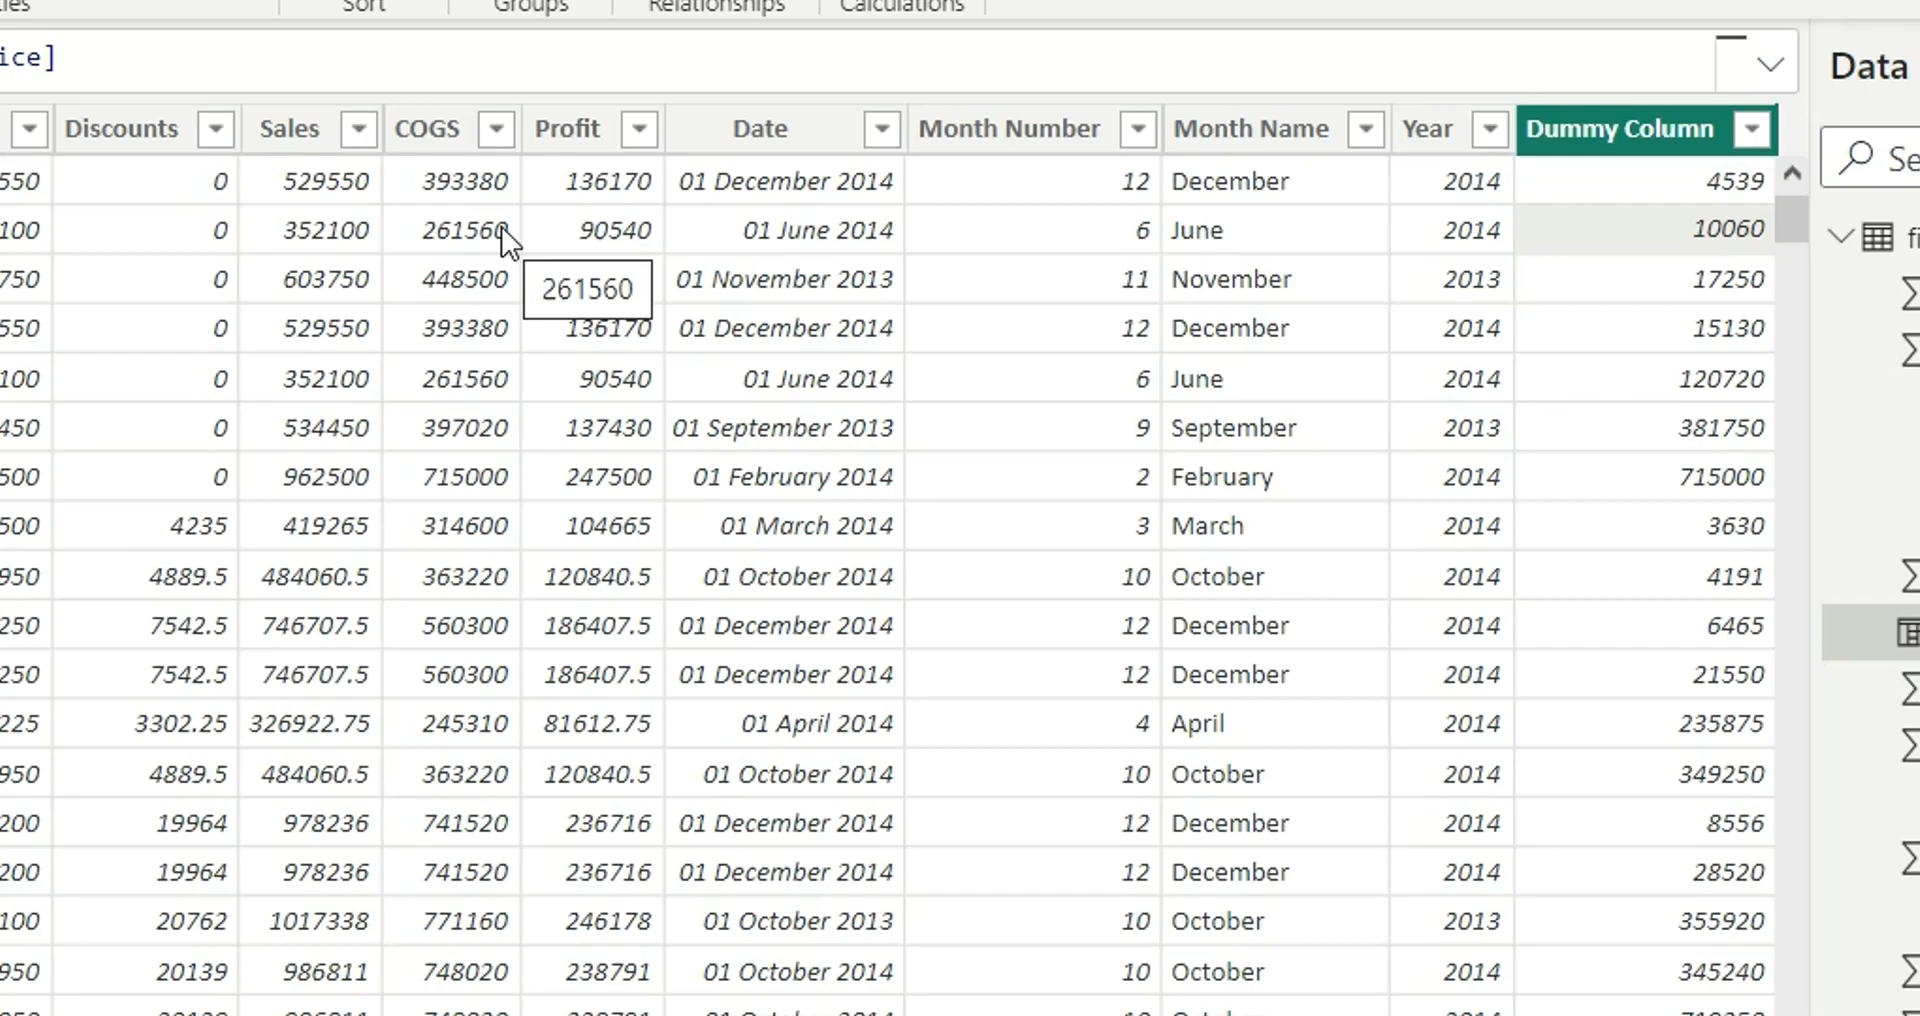 Sort Groups Relationships Calculations
ice]
Data
Discounts Sales COGS Profit Date Month Number Month Name Year Dummy Column
Se
550 0 529550 393380 136170 01 December 2014 12 December 2014 4539
100 0 352100 261560 90540 01 June 2014 6 June 2014 10060
fi
750 0 603750 448500 01 November 2013 11 November 2013 17250
261560
550 0 529550 393380 136170 01 December 2014 12 December 2014 15130
100 0 352100 261560 90540 01 June 2014 6 June 2014 120720
450 0 534450 397020 137430 01 September 2013 9 September 2013 381750
500 0 962500 715000 247500 01 February 2014 2 February 2014 715000
500 4235 419265 314600 104665 01 March 2014 3 March 2014 3630
950 4889.5 484060.5 363220 120840.5 01 October 2014 10 October 2014 4191
250 7542.5 746707.5 560300 186407.5 01 December 2014 12 December 2014 6465
250 7542.5 746707.5 560300 186407.5 01 December 2014 12 December 2014 21550
225 3302.25 326922.75 245310 81612.75 01 April 2014 4 April 2014 235875
950 4889.5 484060.5 363220 120840.5 01 October 2014 10 October 2014 349250
200 19964 978236 741520 236716 01 December 2014 12 December 2014 8556
200 19964 978236 741520 236716 01 December 2014 12 December 2014 28520
100 20762 1017338 771160 246178 01 October 2013 10 October 2013 355920
950 20139 986811 748020 238791 01 October 2014 10 October 2014 345240